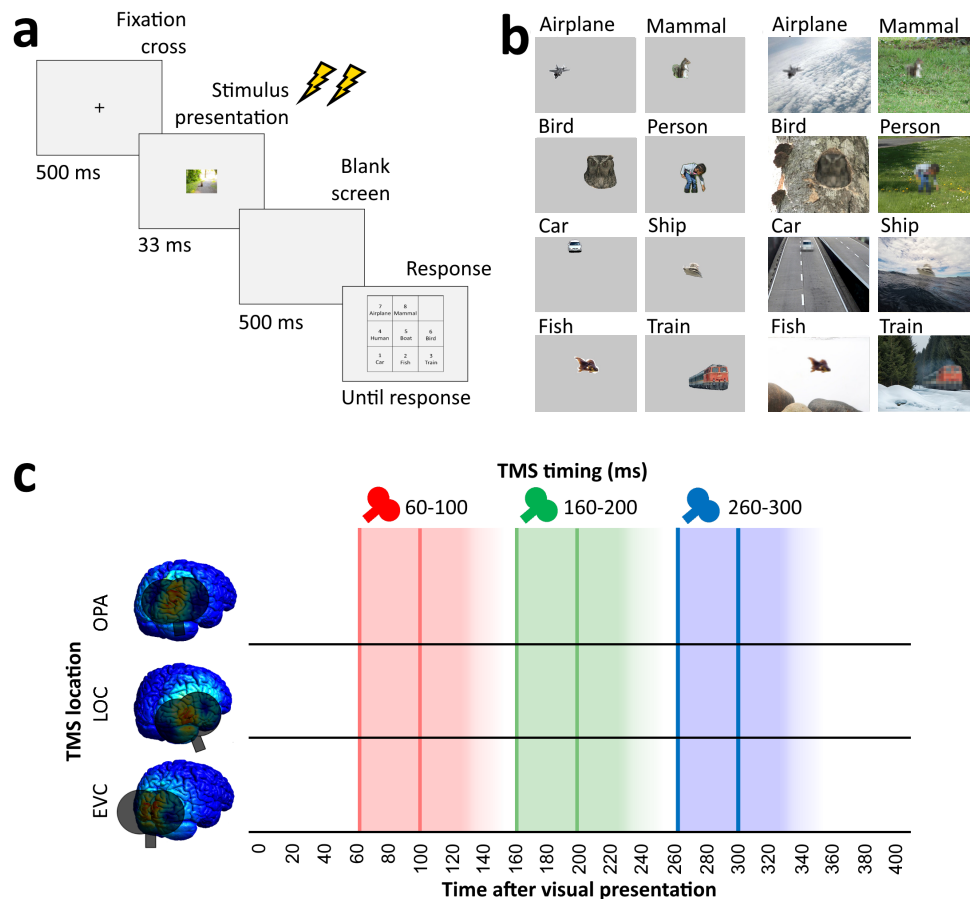 a
Fixation
cross
+
500 ms
Stimulus
presentation
33 ms
Blank
screen
500 ms
Response
7
Airplane
8
Mammal
4
Human
5
Boat
6
Bird
1
Car
2
Fish
3
Train
Until response
b
Airplane Mammal Airplane Mammal
Bird Person Bird Person
Car Ship Car Ship
Fish Train Fish Train
c
TMS timing (ms)
60-100 160-200 260-300
TMS location
OPA
LOC
EVC
0 20 40 60 80 100 120 140 160 180 200 220 240 260 280 300 320 340 360 380 400
Time after visual presentation